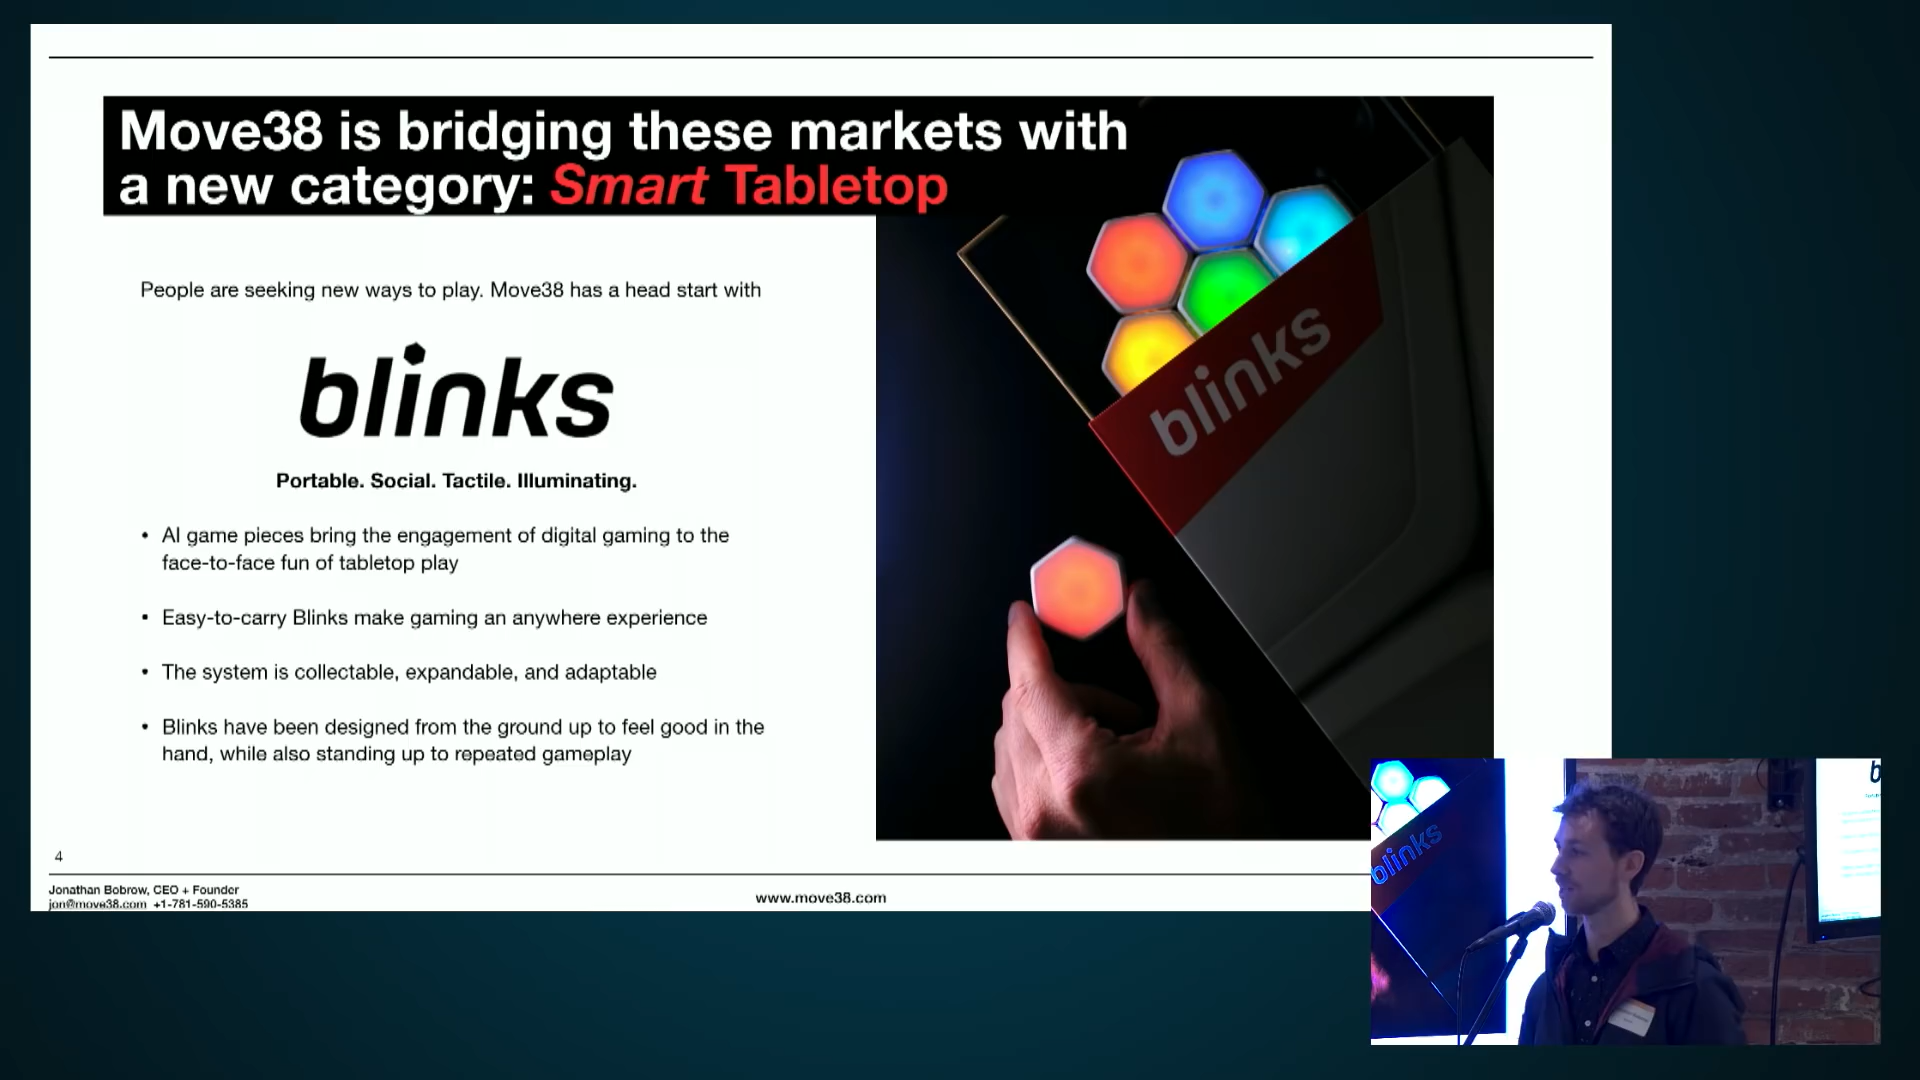 Move38 is bridging these markets with
a new category: Smart Tabletop
People are seeking new ways to play. Move38 has a head start with
blinks
Portable. Social. Tactile. Illuminating.
• AI game pieces bring the engagement of digital gaming to the
face-to-face fun of tabletop play
• Easy-to-carry Blinks make gaming an anywhere experience
• The system is collectable, expandable, and adaptable
• Blinks have been designed from the ground up to feel good in the
hand, while also standing up to repeated gameplay
blinks
4
Jonathan Bobrow, CEO + Founder
jon@move38.com +1-781-590-5385
www.move38.com
blinks
b